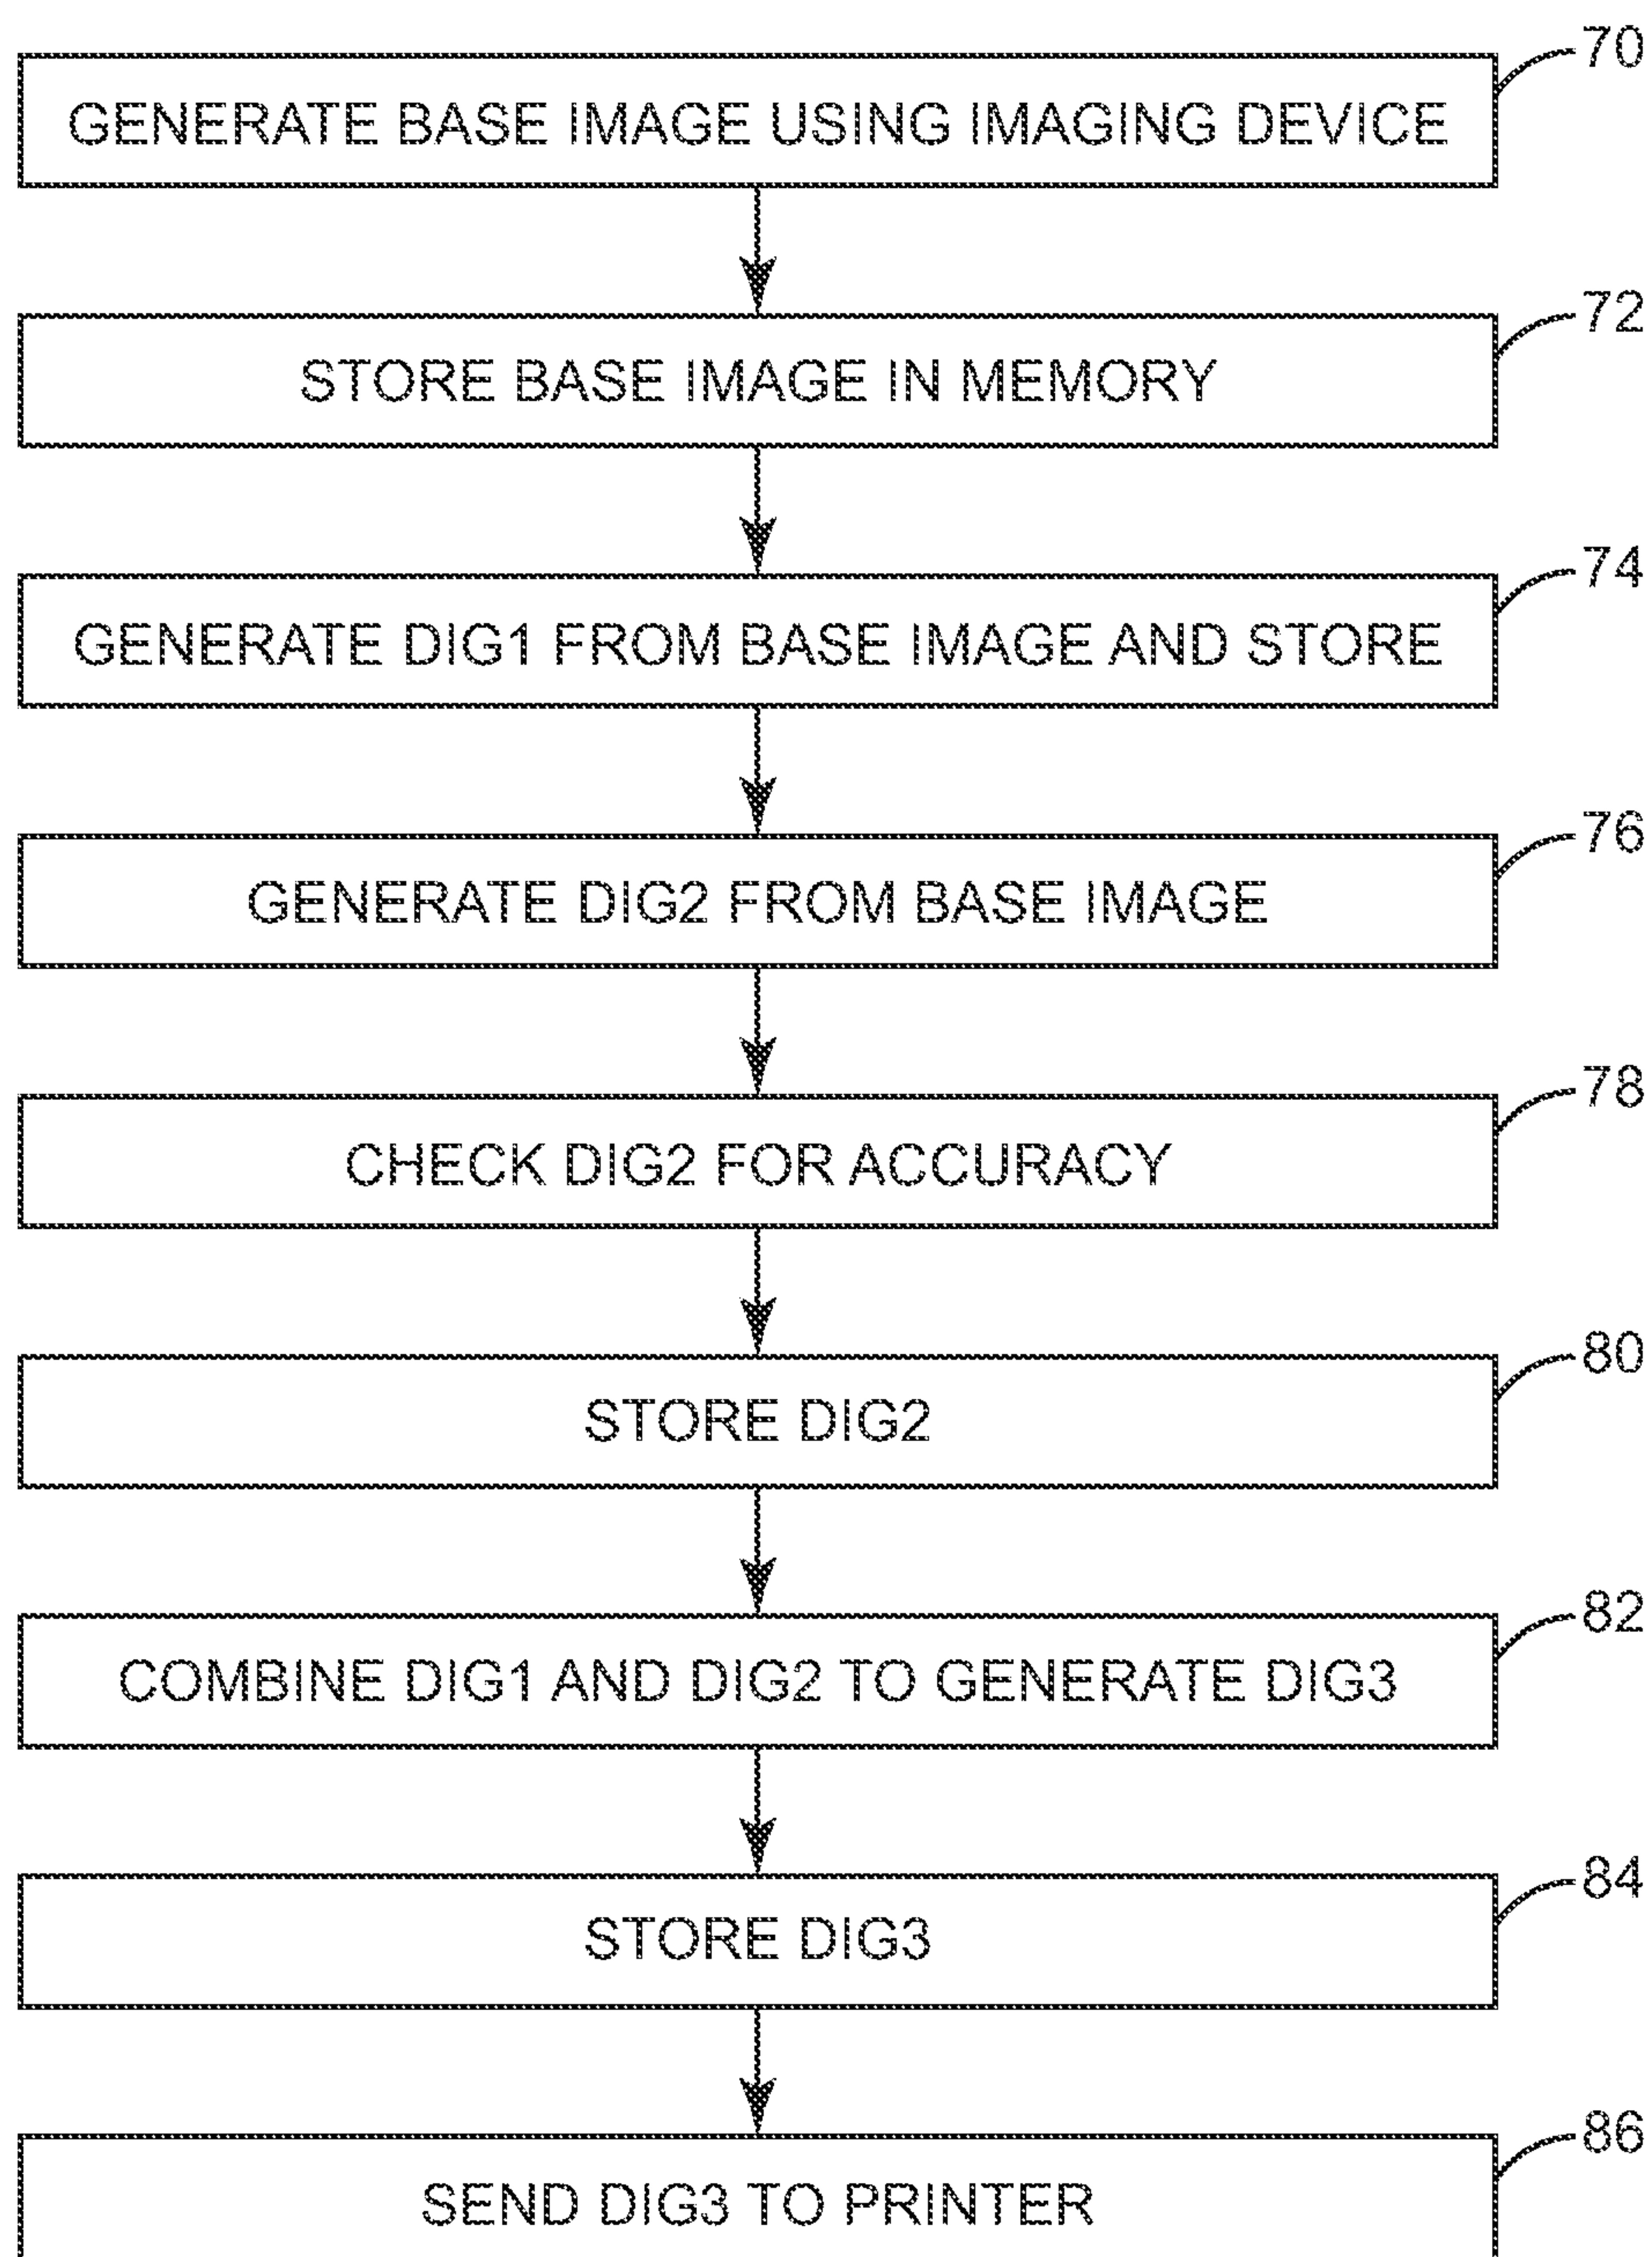 70
GENERATE BASE IMAGE USING IMAGING DEVICE
72
STORE BASE IMAGE IN MEMORY
74
GENERATE DIG1 FROM BASE IMAGE AND STORE
76
GENERATE DIG2 FROM BASE IMAGE
78
CHECK DIG2 FOR ACCURACY
80
STORE DIG2
82
COMBINE DIG1 AND DIG2 TO GENERATE DIG3
84
STORE DIG3
86
SEND DIG3 TO PRINTER